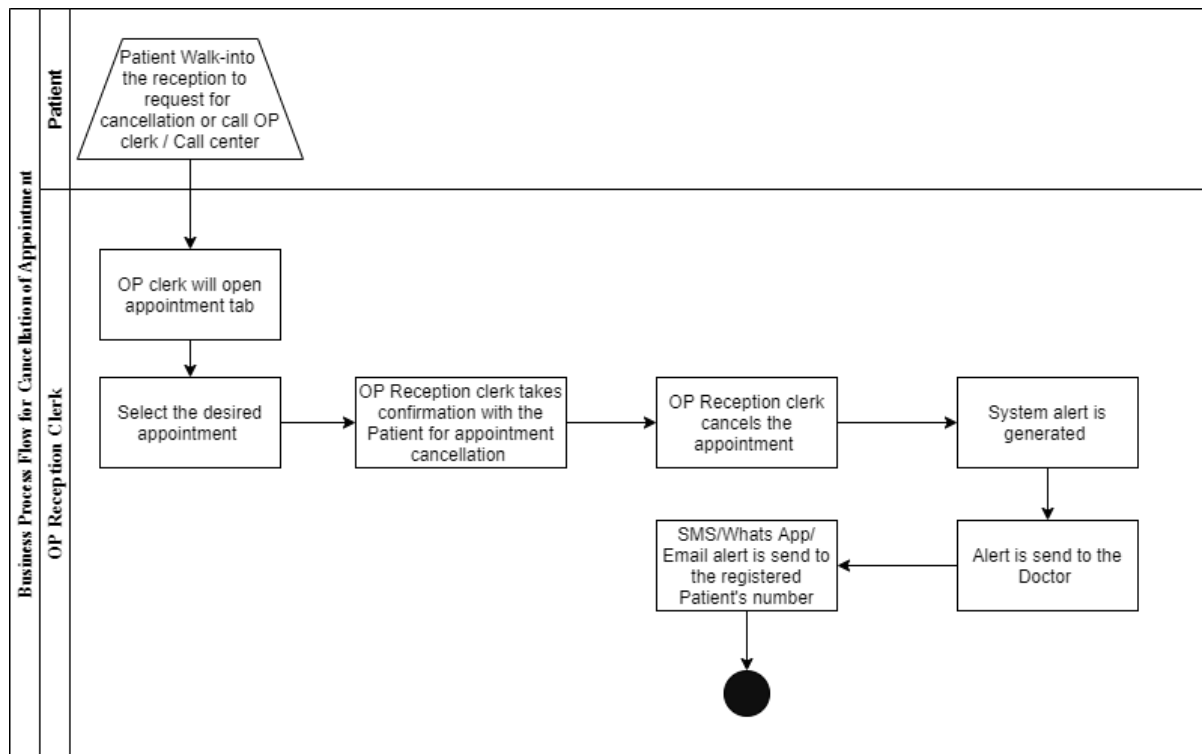 Business Process Flow for Cancellation of Appointment
Patient
Patient Walk-into
the reception to
request for
cancellation or call OP
clerk / Call center
OP Reception Clerk
OP clerk will open
appointment tab
Select the desired
appointment
OP Reception clerk takes
confirmation with the
Patient for appointment
cancellation
OP Reception clerk
cancels the
appointment
System alert is
generated
Alert is send to the
Doctor
SMS/Whats App/
Email alert is send to
the registered
Patient's number